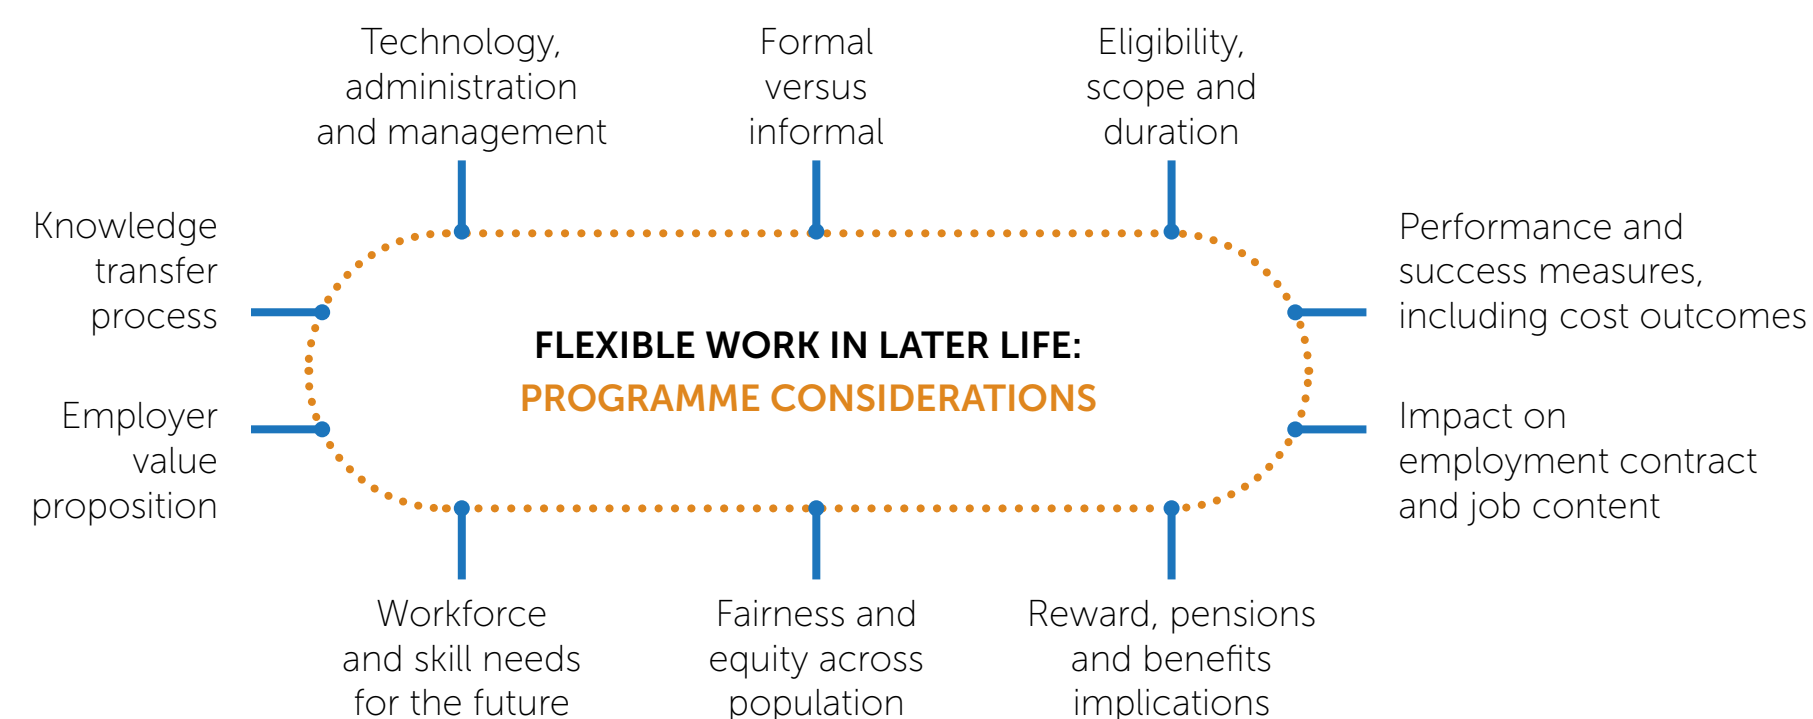 Technology,
administration
and management
Formal
versus
informal
Eligibility,
scope and
duration
Knowledge
transfer
process
Performance and
success measures,
including cost outcomes
FLEXIBLE WORK IN LATER LIFE:
PROGRAMME CONSIDERATIONS
Employer
value
proposition
Impact on
employment contract
and job content
Workforce
and skill needs
for the future
Fairness and
equity across
population
Reward, pensions
and benefits
implications